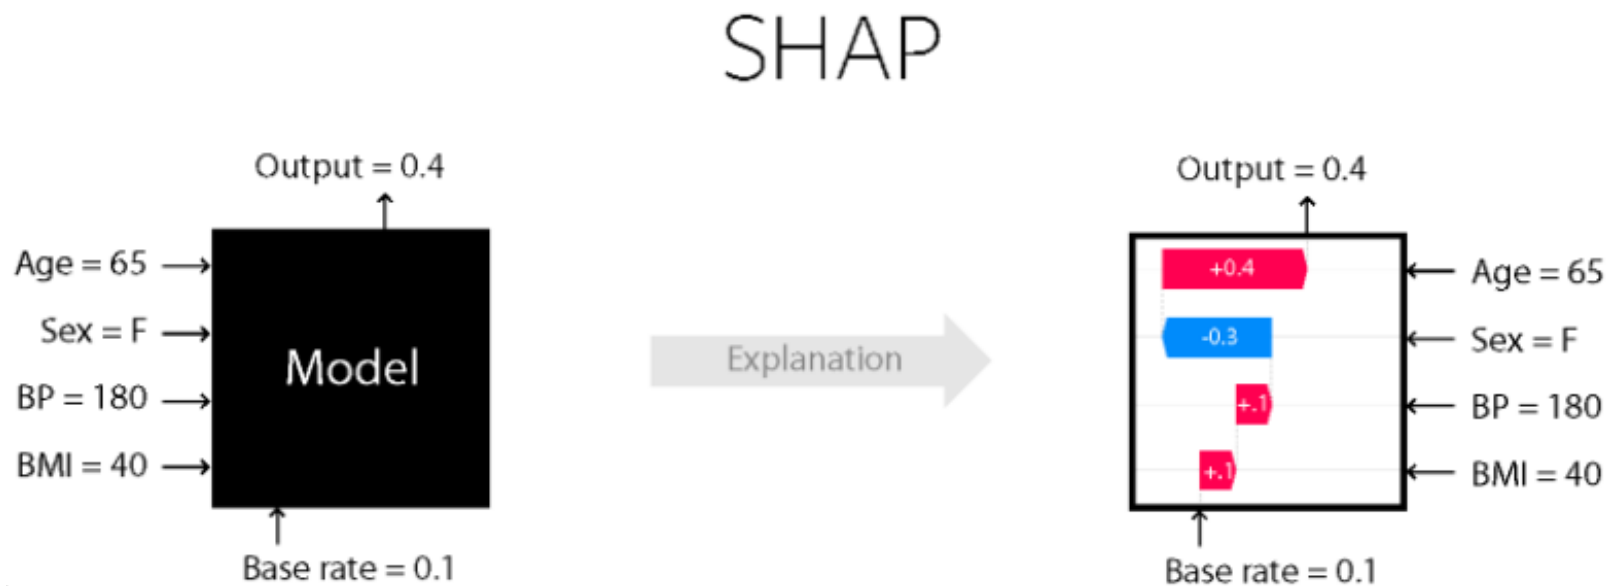 SHAP
Output = 0.4
Age = 65
Sex = F
BP = 180
BMI = 40
Model
Base rate = 0.1
Explanation
Output = 0.4
+0.4
-0.3
+.1
+.1
Age = 65
Sex = F
BP = 180
BMI = 40
Base rate = 0.1